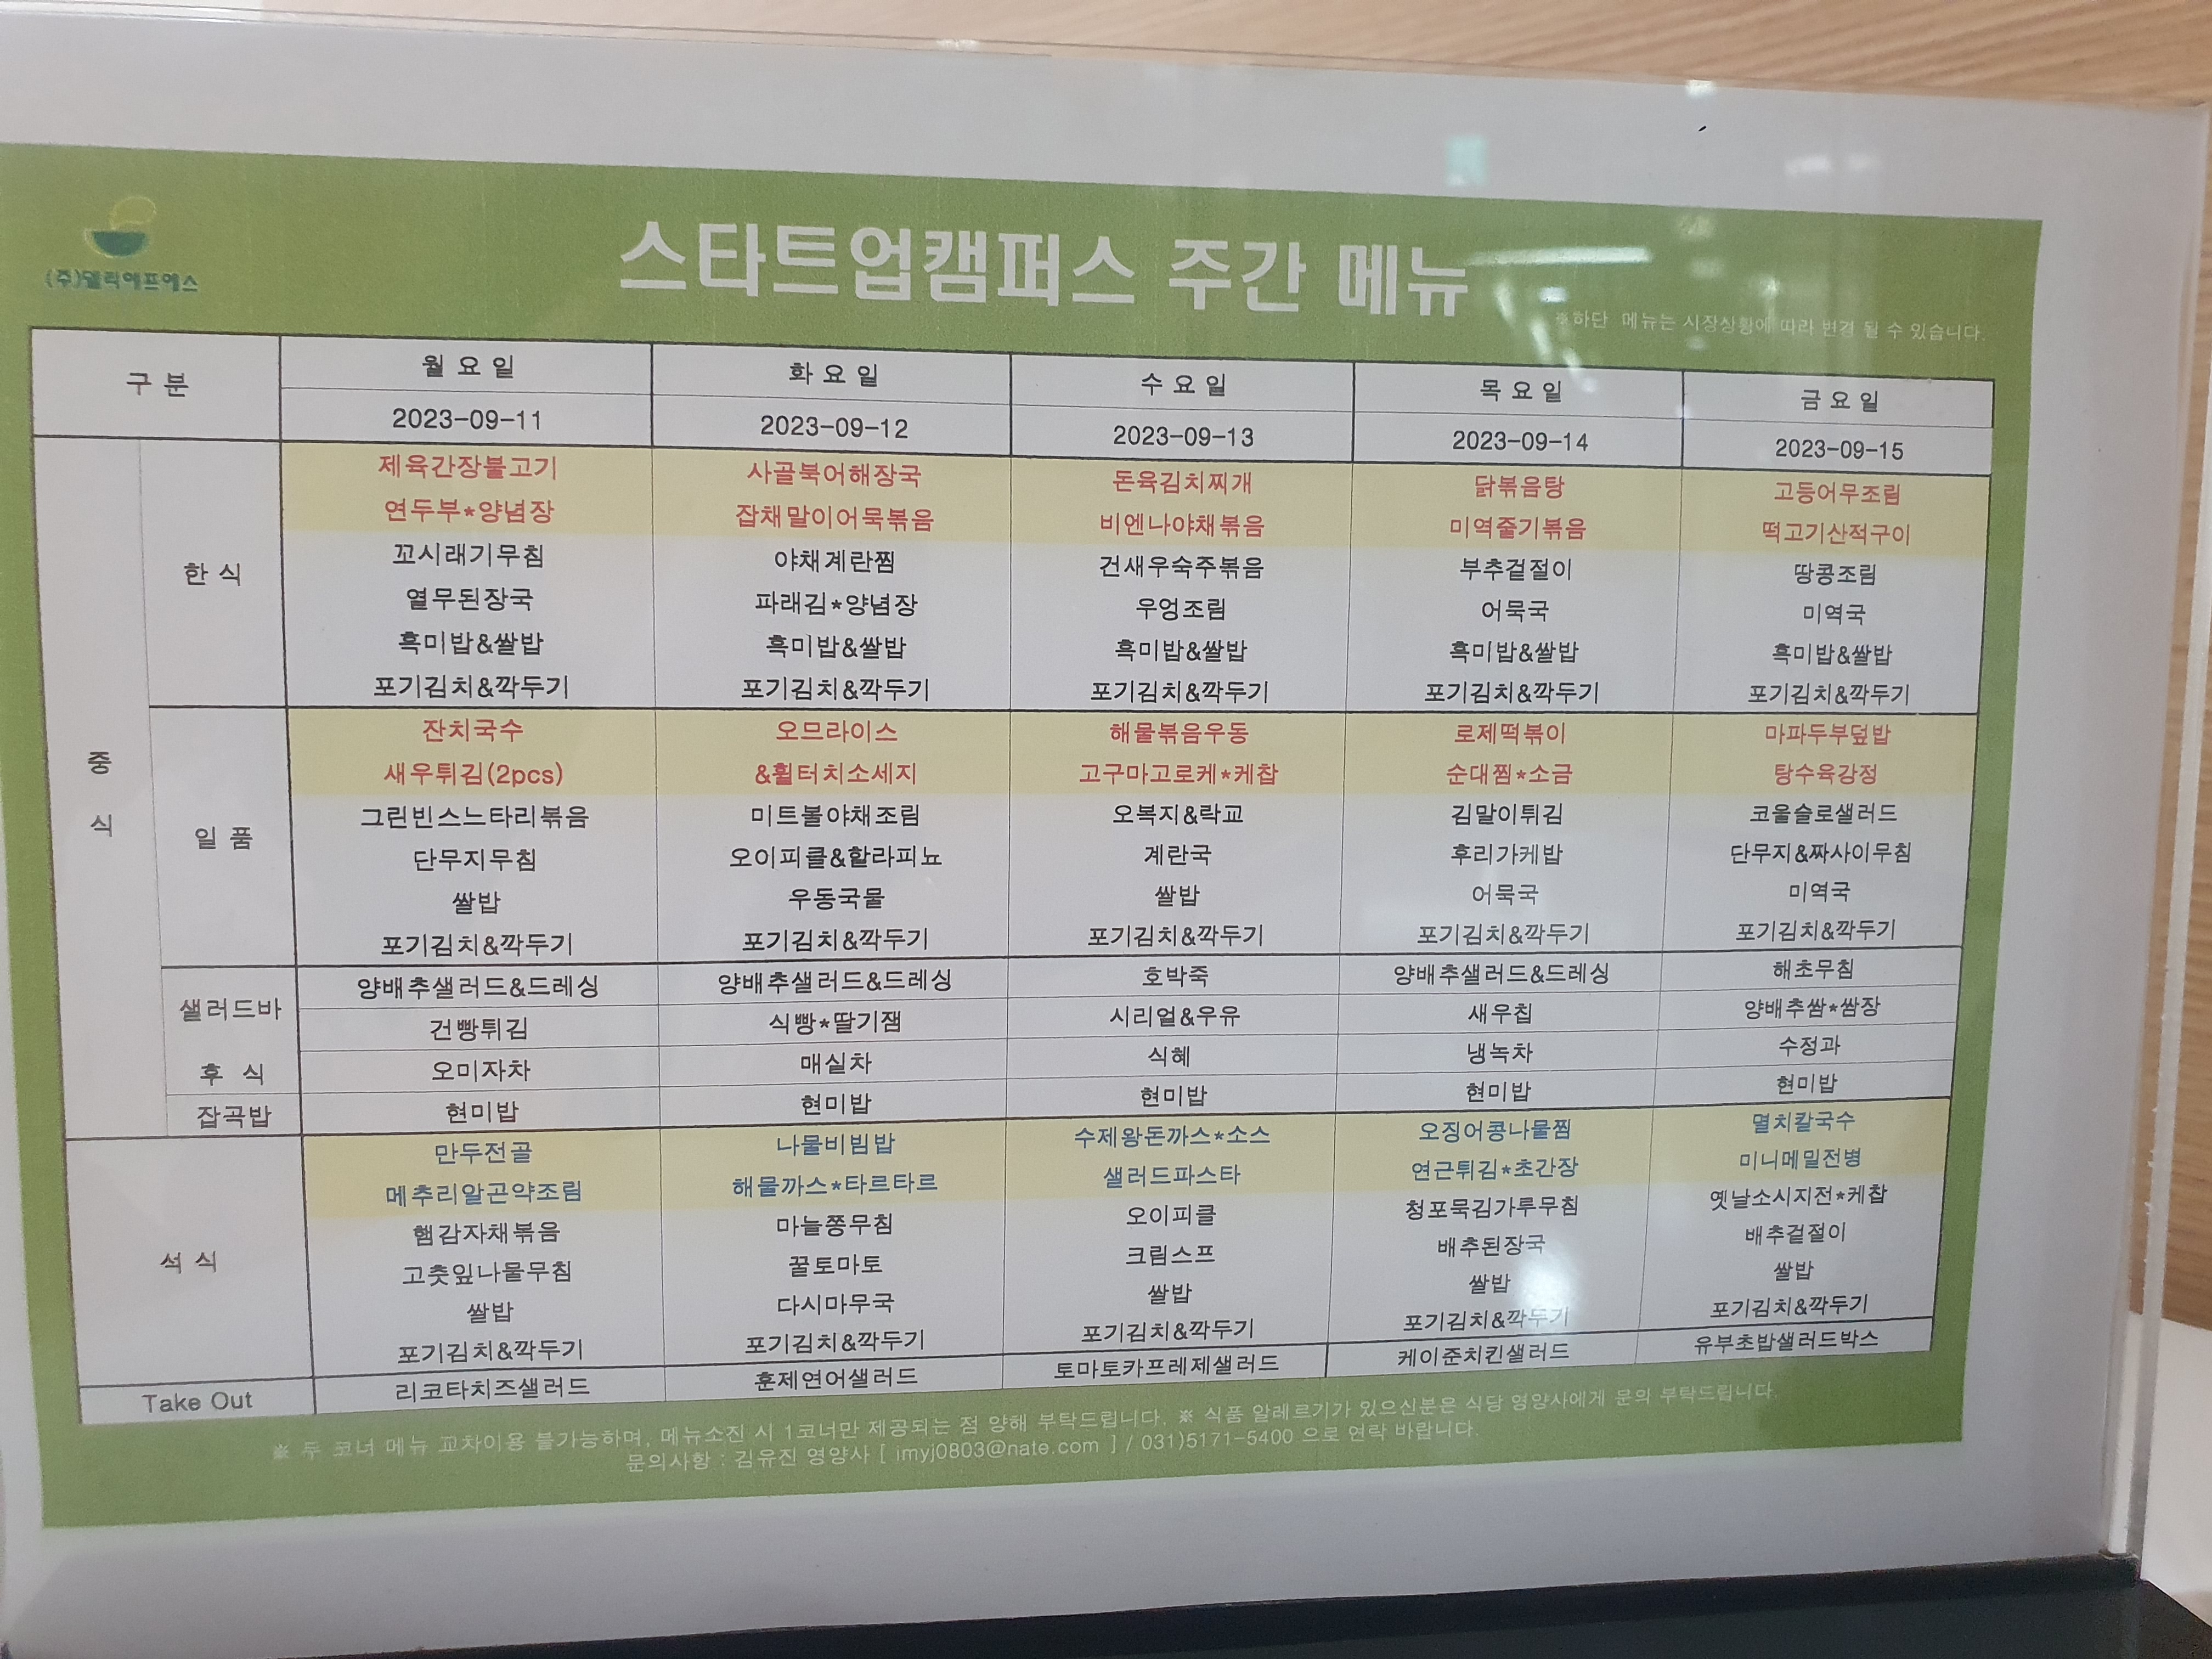 (주)델리에프에스
스타트업캠퍼스 주간 메뉴
※하단 메뉴는 시장상황에 따라 변경 될 수 있습니다.
구 분 월 요 일 화 요 일 수 요 일 목 요 일 금 요 일
2023-09-11 2023-09-12 2023-09-13 2023-09-14 2023-09-15
중 식
한 식
제육간장불고기 사골북어해장국 돈육김치찌개 닭볶음탕 고등어무조림
연두부*양념장 잡채말이어묵볶음 비엔나야채볶음 미역줄기볶음 떡고기산적구이
꼬시래기무침 야채계란찜 건새우숙주볶음 부추겉절이 땅콩조림
열무된장국 파래김*양념장 우엉조림 어묵국 미역국
흑미밥&쌀밥 흑미밥&쌀밥 흑미밥&쌀밥 흑미밥&쌀밥 흑미밥&쌀밥
포기김치&깍두기 포기김치&깍두기 포기김치&깍두기 포기김치&깍두기 포기김치&깍두기
일 품
잔치국수 오므라이스 해물볶음우동 로제떡볶이 마파두부덮밥
새우튀김(2pcs) &휠터치소세지 고구마고로케*케찹 순대찜*소금 탕수육강정
그린빈스느타리볶음 미트볼야채조림 오복지&락교 김말이튀김 코울슬로샐러드
단무지무침 오이피클&할라피뇨 계란국 후리가케밥 단무지&짜사이무침
쌀밥 우동국물 쌀밥 어묵국 미역국
포기김치&깍두기 포기김치&깍두기 포기김치&깍두기 포기김치&깍두기 포기김치&깍두기
샐러드바 양배추샐러드&드레싱 양배추샐러드&드레싱 호박죽 양배추샐러드&드레싱 해초무침
건빵튀김 식빵*딸기잼 시리얼&우유 새우칩 양배추쌈*쌈장
후 식 오미자차 매실차 식혜 냉녹차 수정과
잡곡밥 현미밥 현미밥 현미밥 현미밥 현미밥
석 식
만두전골 나물비빔밥 수제왕돈까스*소스 오징어콩나물찜 멸치칼국수
메추리알곤약조림 해물까스*타르타르 샐러드파스타 연근튀김*초간장 미니메밀전병
햄감자채볶음 마늘쫑무침 오이피클 청포묵김가루무침 옛날소시지전*케찹
고춧잎나물무침 꿀토마토 크림스프 배추된장국 배추겉절이
쌀밥 다시마무국 쌀밥 쌀밥 쌀밥
포기김치&깍두기 포기김치&깍두기 포기김치&깍두기 포기김치&깍두기 포기김치&깍두기
Take Out 리코타치즈샐러드 훈제연어샐러드 토마토카프레제샐러드 케이준치킨샐러드 유부초밥샐러드박스
※ 두 코너 메뉴 교차이용 불가능하며, 메뉴소진 시 1코너만 제공되는 점 양해 부탁드립니다. ※ 식품 알레르기가 있으신분은 식당 영양사에게 문의 부탁드립니다.
문의사항 : 김유진 영양사 [ imyj0803@nate.com ] / 031)5171-5400 으로 연락 바랍니다.